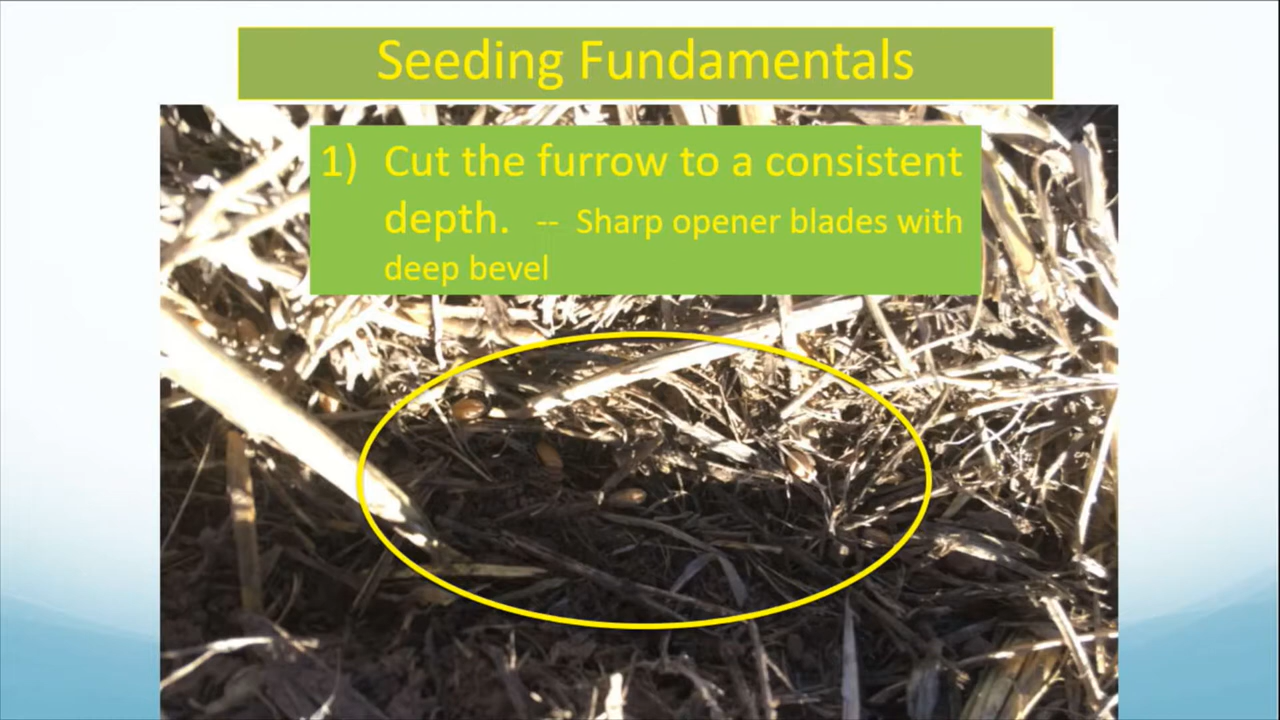 Seeding Fundamentals
1) Cut the furrow to a consistent
depth. -- Sharp opener blades with
deep bevel